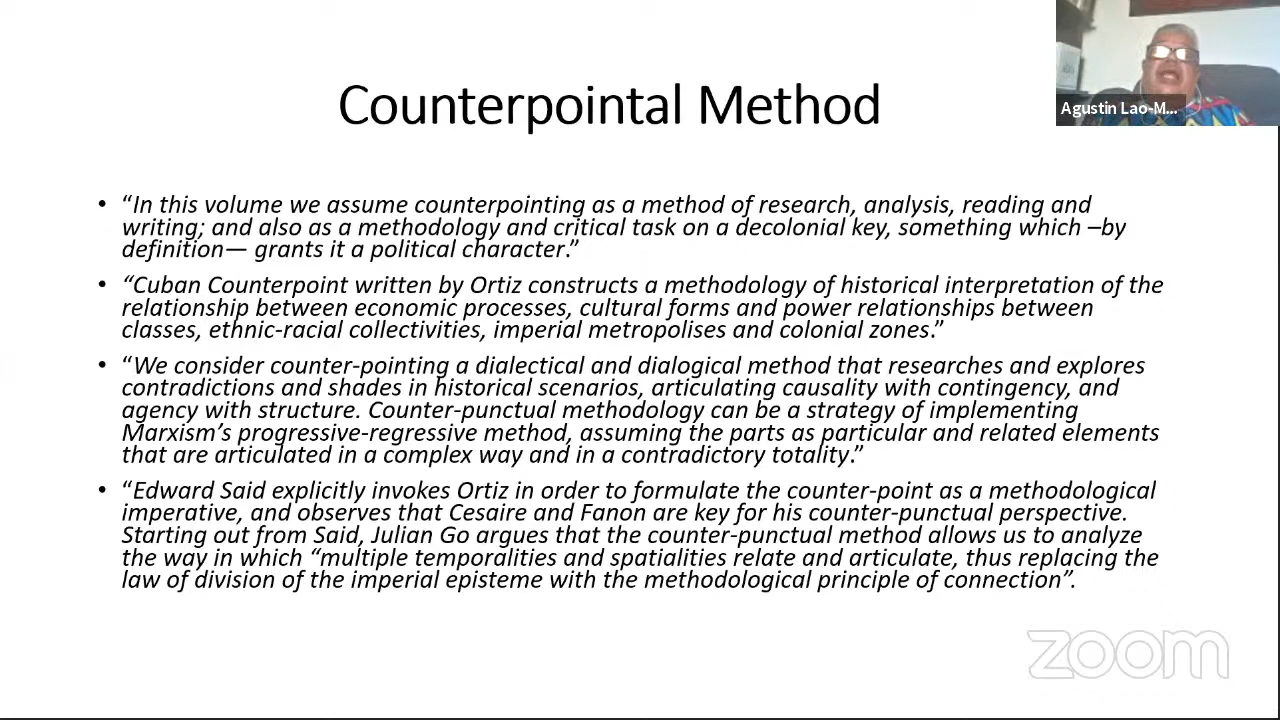 Counterpointal Method
Agustin Lao-M...
• “In this volume we assume counterpointing as a method of research, analysis, reading and
writing; and also as a methodology and critical task on a decolonial key, something which –by
definition— grants it a political character.”
• “Cuban Counterpoint written by Ortiz constructs a methodology of historical interpretation of the
relationship between economic processes, cultural forms and power relationships between
classes, ethnic-racial collectivities, imperial metropolises and colonial zones.”
• “We consider counter-pointing a dialectical and dialogical method that researches and explores
contradictions and shades in historical scenarios, articulating causality with contingency, and
agency with structure. Counter-punctual methodology can be a strategy of implementing
Marxism’s progressive-regressive method, assuming the parts as particular and related elements
that are articulated in a complex way and in a contradictory totality.”
• “Edward Said explicitly invokes Ortiz in order to formulate the counter-point as a methodological
imperative, and observes that Cesaire and Fanon are key for his counter-punctual perspective.
Starting out from Said, Julian Go argues that the counter-punctual method allows us to analyze
the way in which “multiple temporalities and spatialities relate and articulate, thus replacing the
law of division of the imperial episteme with the methodological principle of connection”.
zoom